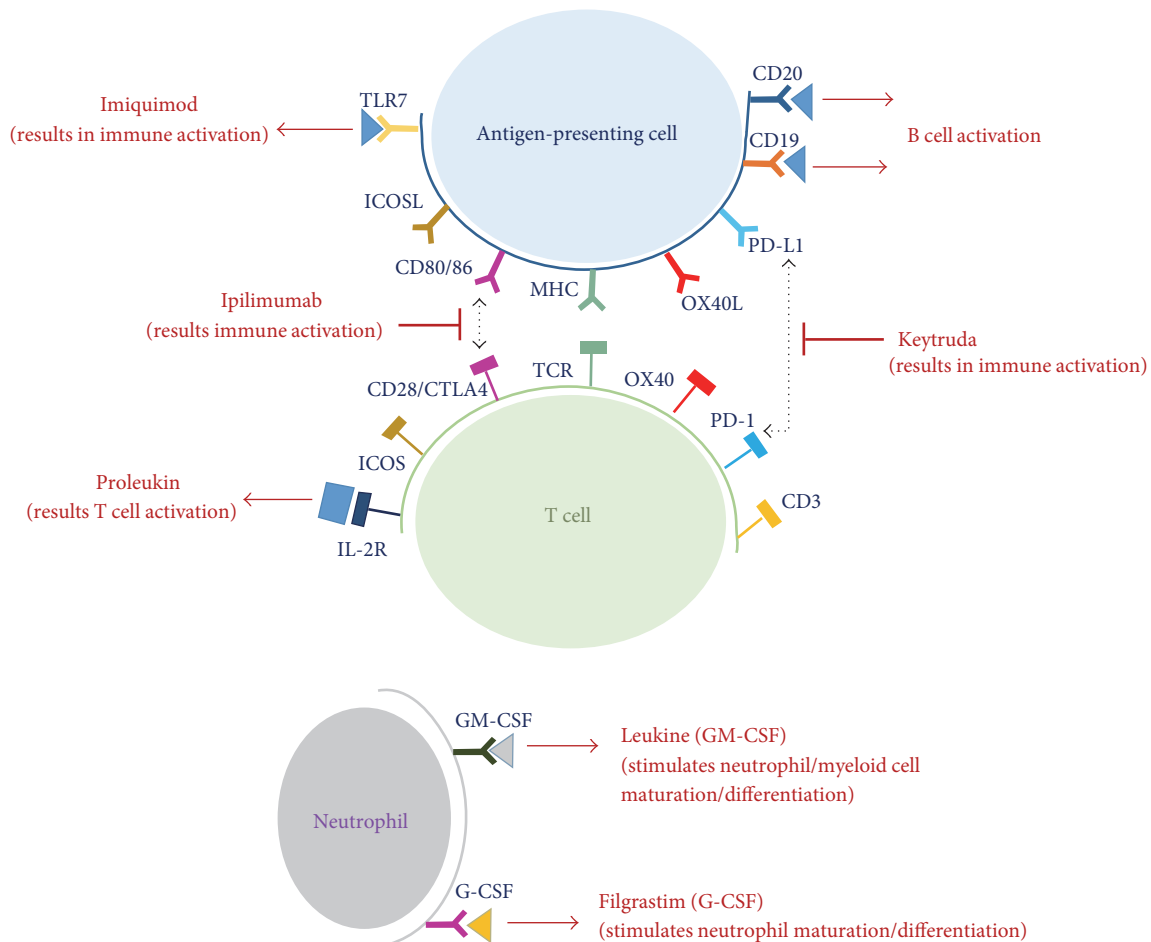 Imiquimod
(results in immune activation)
TLR7
Antigen-presenting cell
CD20
CD19
B cell activation
ICOSL
CD80/86
MHC
OX40L
PD-L1
Ipilimumab
(results immune activation)
Keytruda
(results in immune activation)
CD28/CTLA4
TCR
OX40
PD-1
ICOS
Proleukin
(results T cell activation)
IL-2R
T cell
CD3
Neutrophil
GM-CSF
Leukine (GM-CSF)
(stimulates neutrophil/myeloid cell
maturation/differentiation)
G-CSF
Filgrastim (G-CSF)
(stimulates neutrophil maturation/differentiation)